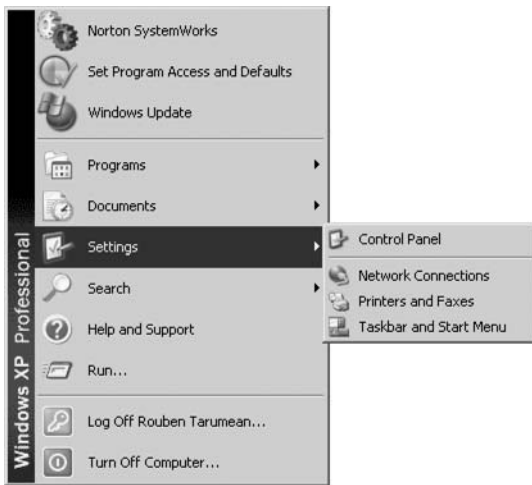 Norton SystemWorks
Set Program Access and Defaults
Windows Update
Programs
Documents
Settings
Search
Help and Support
Run...
Log Off Rouben Tarumean...
Turn Off Computer...
Windows XP Professional
Control Panel
Network Connections
Printers and Faxes
Taskbar and Start Menu